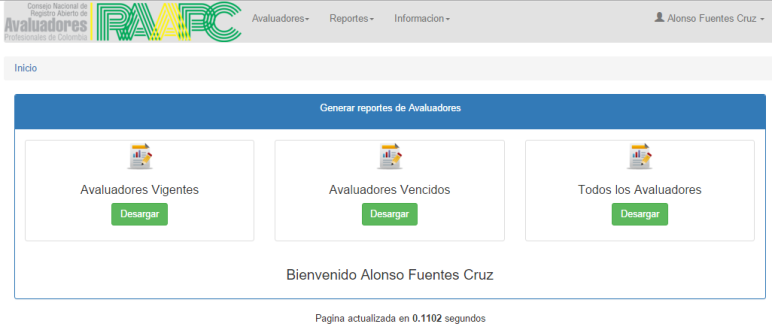 Consejo Nacional de
Registro Abierto de
Avaluadores
Profesionales de Colombia
RAAPC
Avaluadores
Reportes
Informacion
Alonso Fuentes Cruz
Inicio
Generar reportes de Avaluadores
Avaluadores Vigentes
Desargar
Avaluadores Vencidos
Desargar
Todos los Avaluadores
Desargar
Bienvenido Alonso Fuentes Cruz
Pagina actualizada en 0.1102 segundos